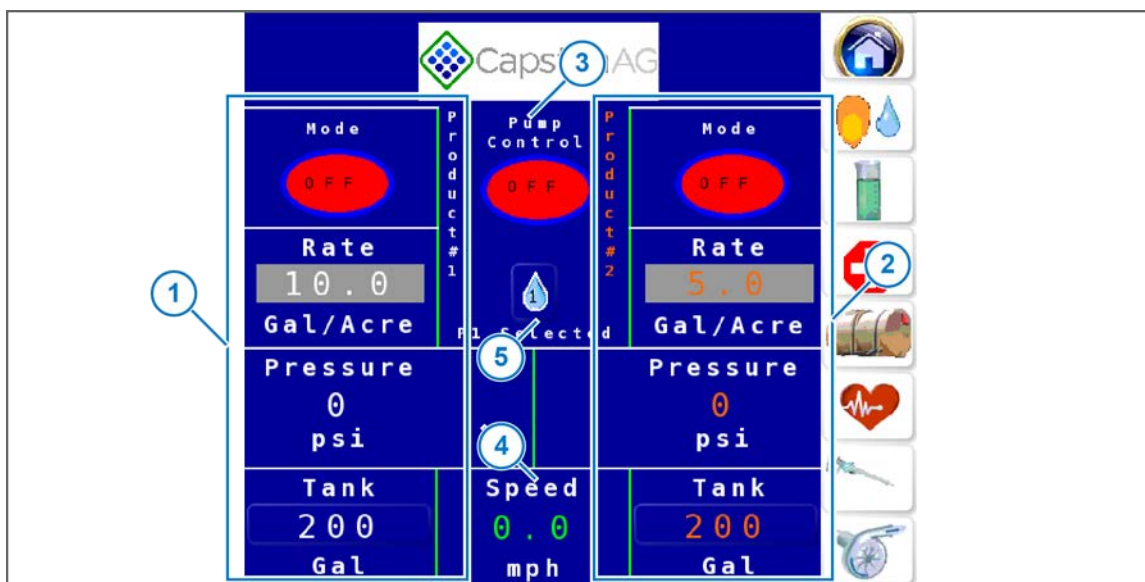 CapstanAG
3
Mode
OFF
Product#1
Pump
Control
OFF
Product#2
Mode
OFF
Rate
10.0
Gal/Acre
1
1
P1 Selected
5
Rate
5.0
Gal/Acre
2
Pressure
0
psi
4
Pressure
0
psi
Tank
200
Gal
Speed
0.0
mph
Tank
200
Gal